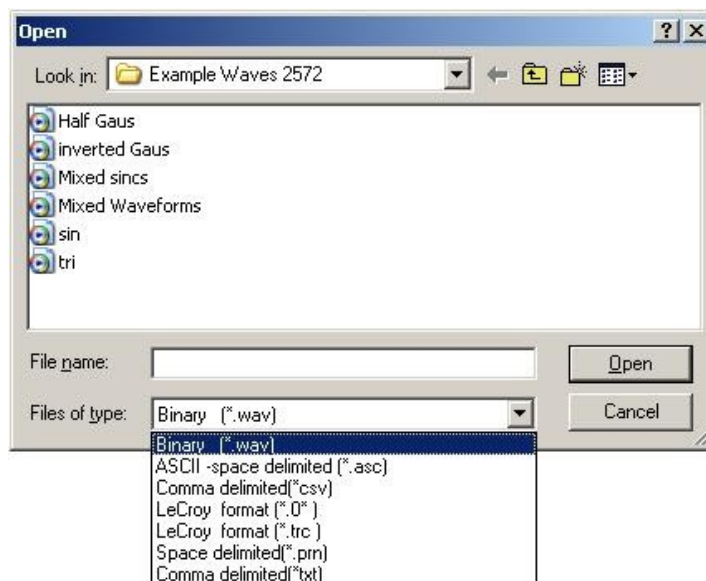 Open
Look in: Example Waves 2572
Half Gaus
inverted Gaus
Mixed sincs
Mixed Waveforms
sin
tri
File name:
Open
Files of type: Binary (*.wav)
Cancel
Binary (*.wav)
ASCII -space delimited (*.asc)
Comma delimited(*csv)
LeCroy format (*.0* )
LeCroy format (*.trc )
Space delimited(*.prn)
Comma delimited(*txt)